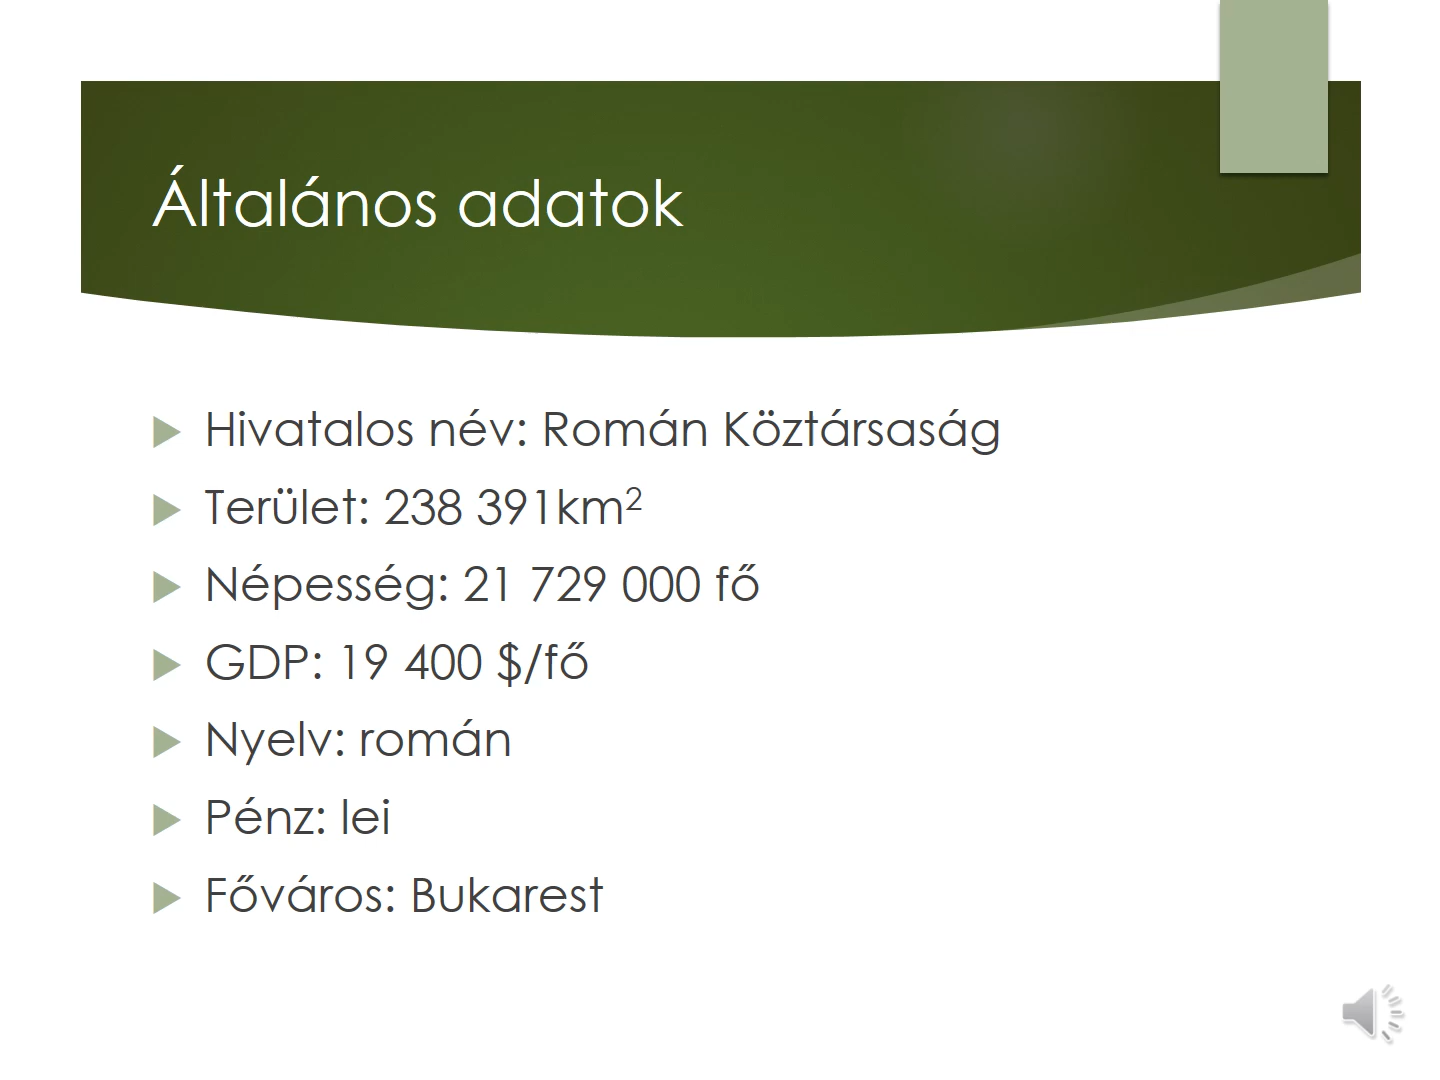 Általános adatok
Hivatalos név: Román Köztársaság
Terület: 238 391km²
Népesség: 21 729 000 fő
GDP: 19 400 $/fő
Nyelv: román
Pénz: lei
Főváros: Bukarest